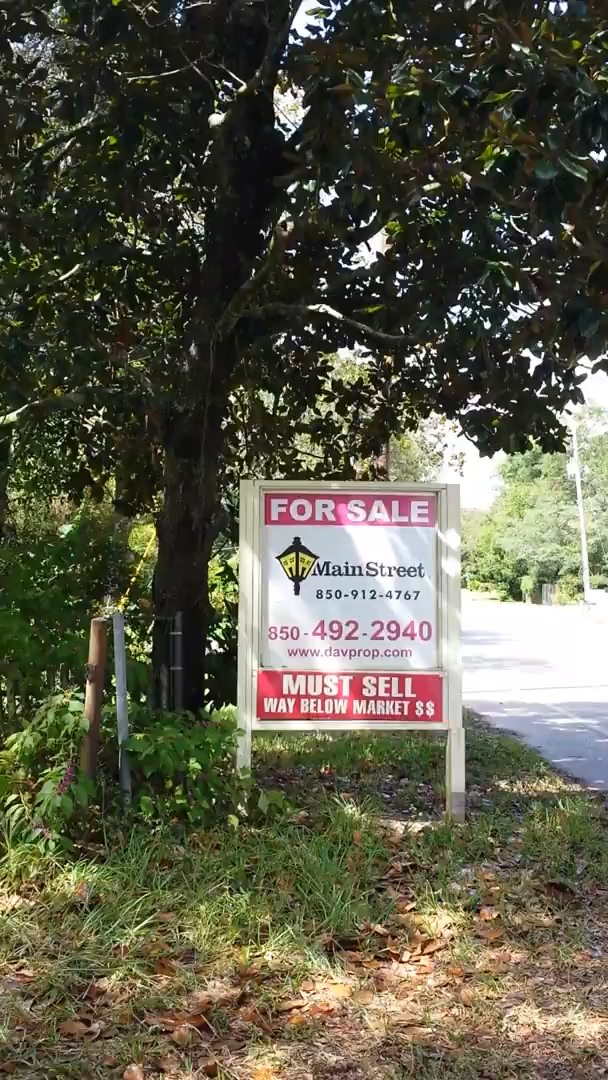 FOR SALE
MainStreet
850-912-4767
850-492-2940
www.davprop.com
MUST SELL
WAY BELOW MARKET $$